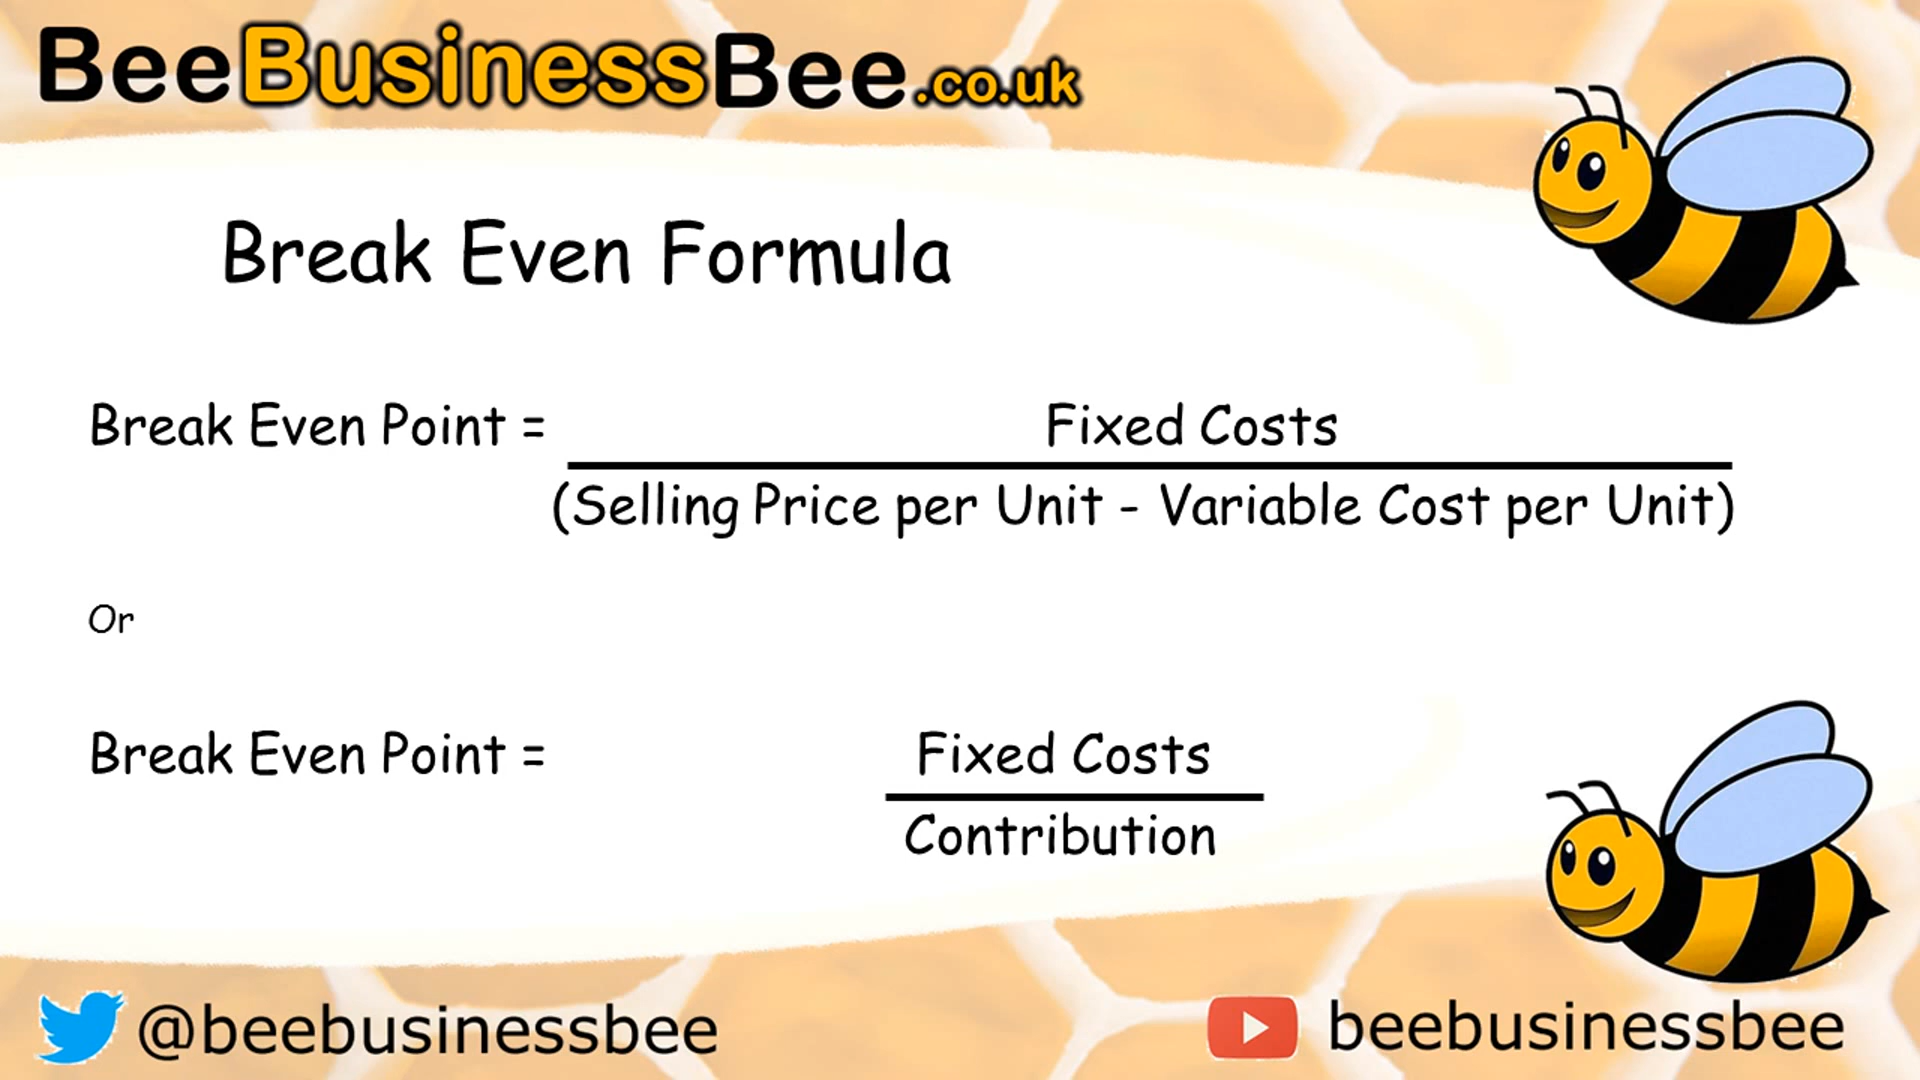 BeeBusinessBee.co.uk
Break Even Formula
Break Even Point = Fixed Costs
(Selling Price per Unit - Variable Cost per Unit)
Or
Break Even Point = Fixed Costs
Contribution
@beebusinessbee
beebusinessbee